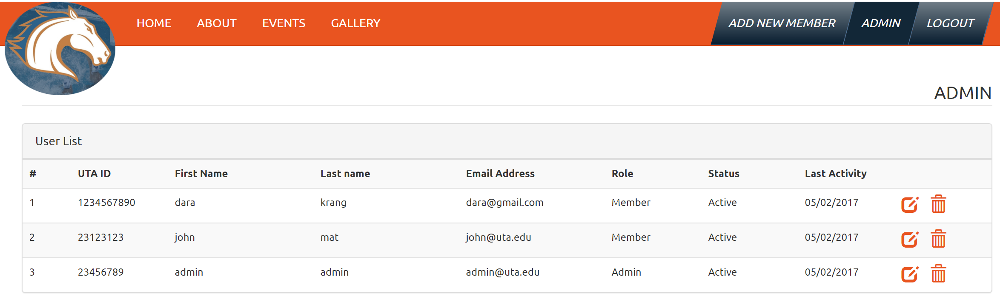 HOME ABOUT EVENTS GALLERY ADD NEW MEMBER ADMIN LOGOUT
ADMIN
User List
# UTA ID First Name Last name Email Address Role Status Last Activity
1 1234567890 dara krang dara@gmail.com Member Active 05/02/2017
2 23123123 john mat john@uta.edu Member Active 05/02/2017
3 23456789 admin admin admin@uta.edu Admin Active 05/02/2017